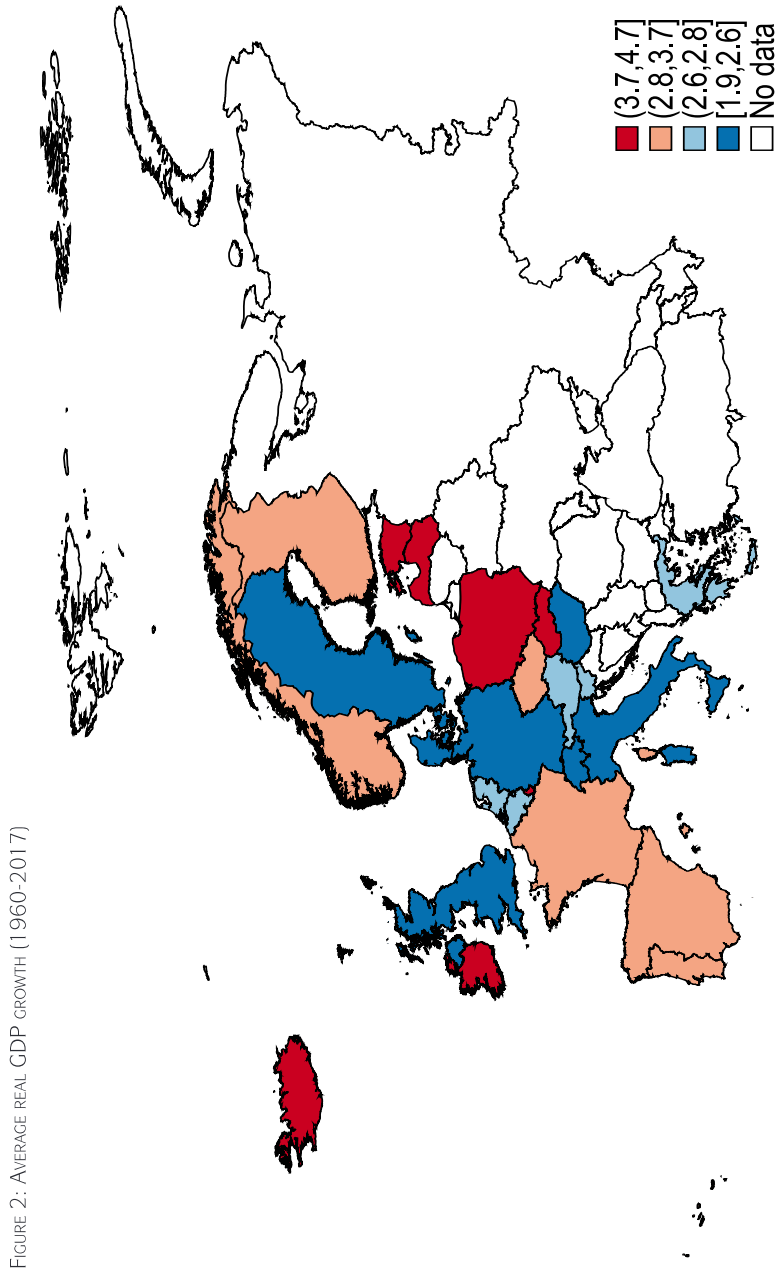 FIGURE 2: AVERAGE REAL GDP GROWTH (1960-2017)
(3.7,4.7]
(2.8,3.7]
(2.6,2.8]
[1.9,2.6]
No data